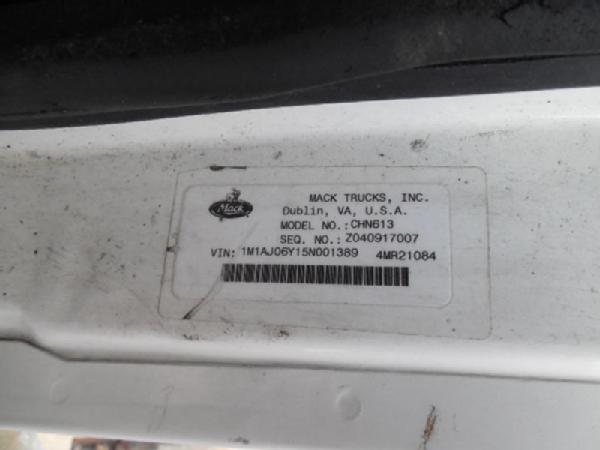 Mack
MACK TRUCKS, INC.
Dublin, VA, U.S.A.
MODEL NO.:CHN613
SEQ. NO.:Z040917007
VIN: 1M1AJ06Y15N001389 4MR21084